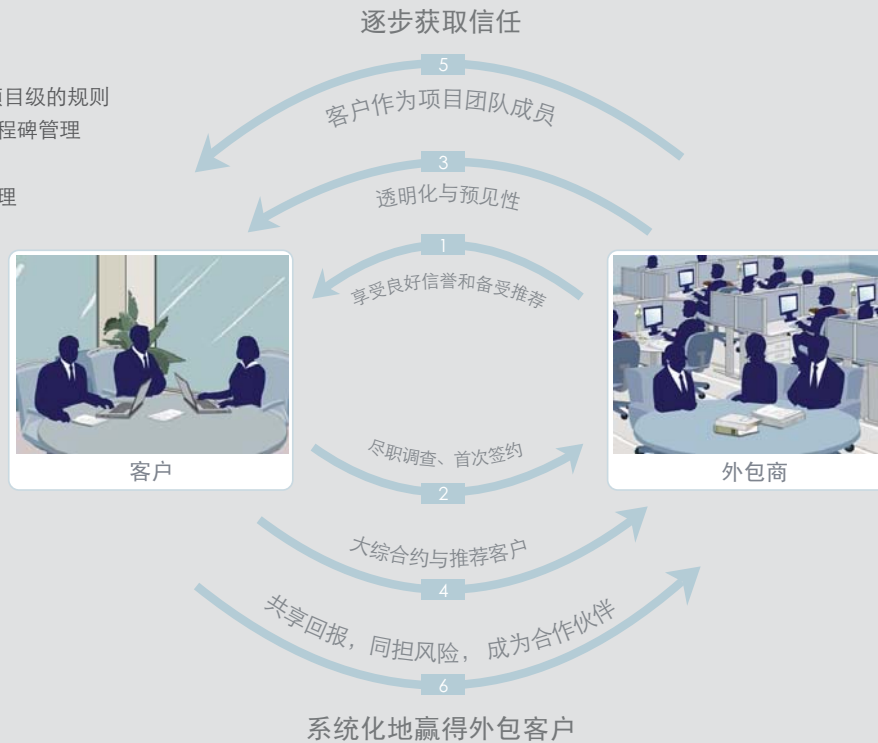 逐步获取信任
5
客户作为项目团队成员
目级的规则
程碑管理
3
理
透明化与预见性
1
享受良好信誉和备受推荐
客户
外包商
尽职调查、首次签约
2
大综合约与推荐客户
4
共享回报，同担风险，成为合作伙伴
6
系统化地赢得外包客户